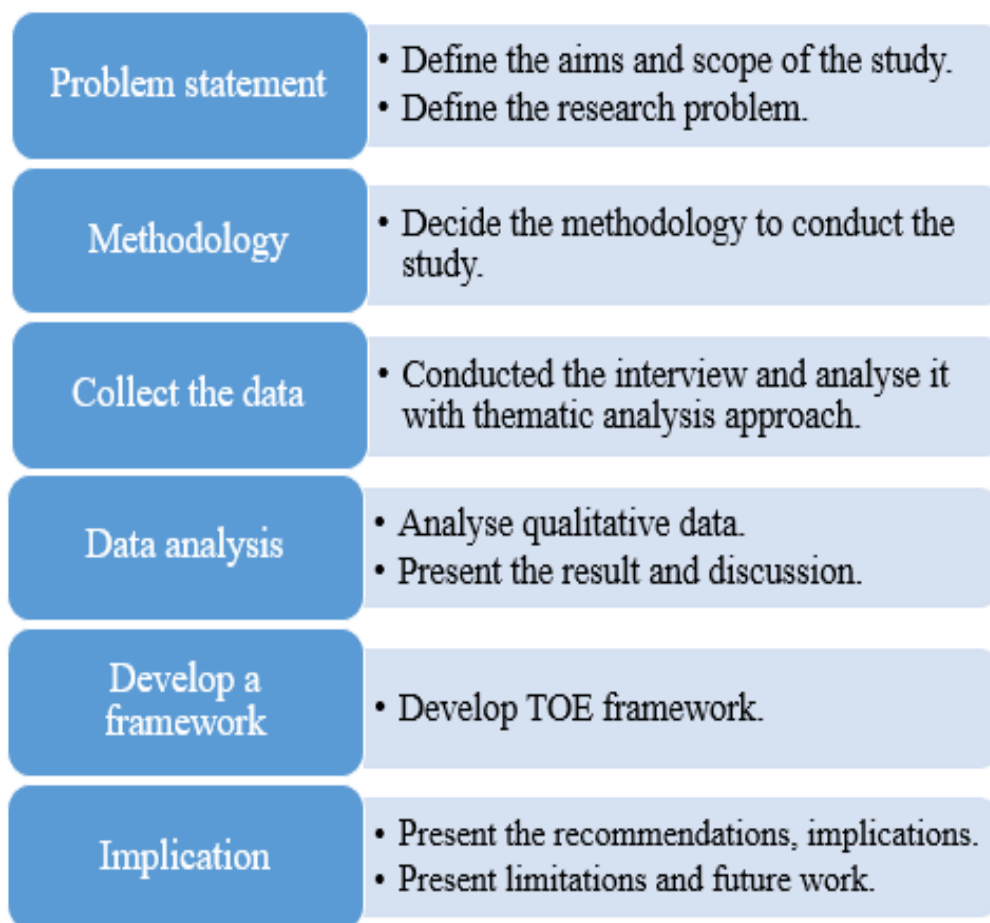 Problem statement
• Define the aims and scope of the study.
• Define the research problem.
Methodology
• Decide the methodology to conduct the
study.
Collect the data
• Conducted the interview and analyse it
with thematic analysis approach.
Data analysis
• Analyse qualitative data.
• Present the result and discussion.
Develop a
framework
• Develop TOE framework.
Implication
• Present the recommendations, implications.
• Present limitations and future work.